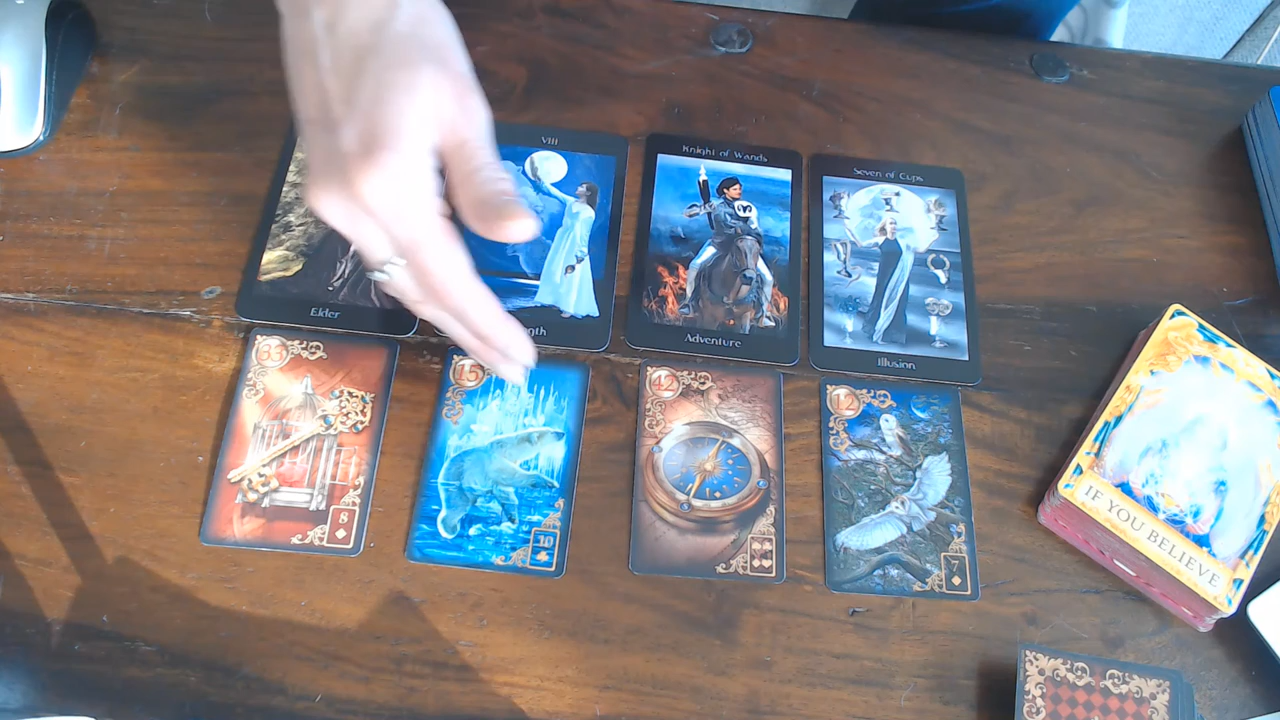 VIII
Knight of Wands
Seven of Cups
Elder
ngth
Adventure
Illusion
33
15
42
12
8
10
7
IF YOU BELIEVE